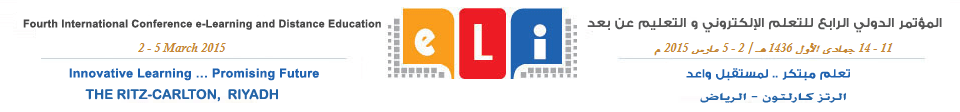 Fourth International Conference e-Learning and Distance Education
2 - 5 March 2015
Innovative Learning ... Promising Future
THE RITZ-CARLTON, RIYADH
eLi
المؤتمر الدولي الرابع للتعلم الإلكتروني و التعليم عن بعد
11 - 14 جمادى الأول 1436 هـ / 2 - 5 مارس 2015 م
تعلم مبتكر .. لمستقبل واعد
الرتز كارلتون - الرياض